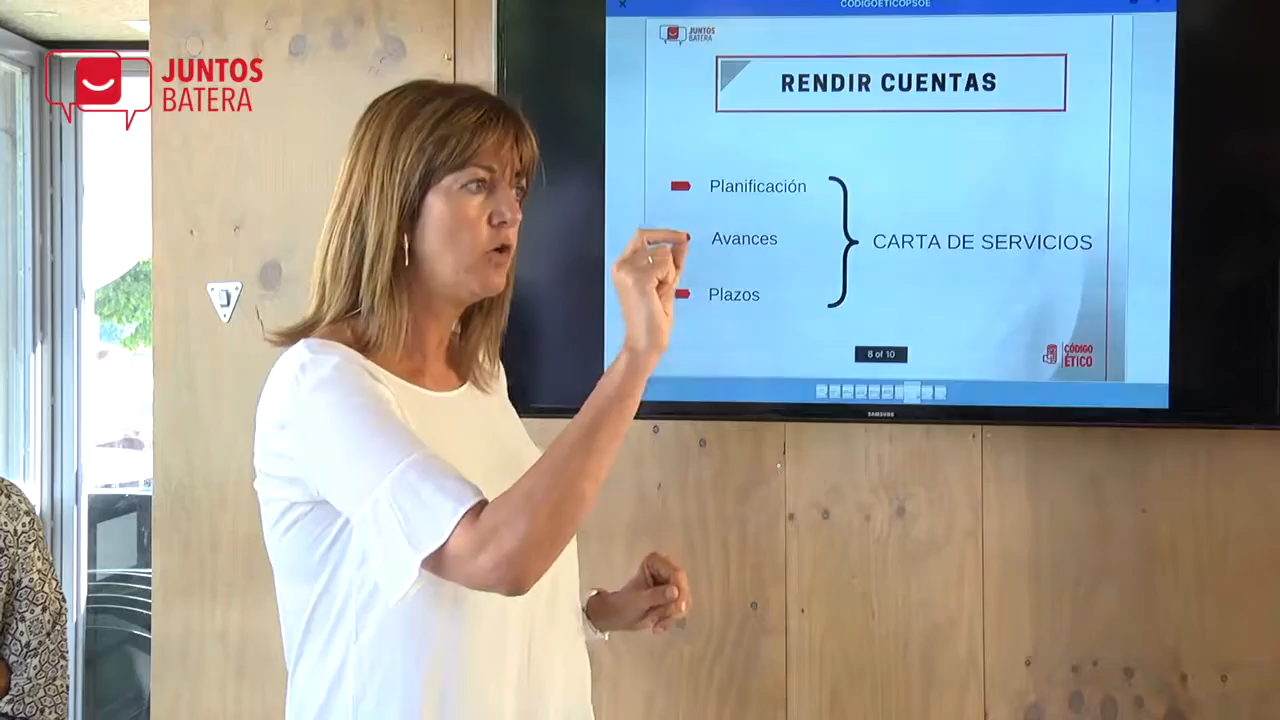 JUNTOS
BATERA
CODIGOETICOPSOE
JUNTOS
BATERA
RENDIR CUENTAS
Planificación
Avances
Plazos
CARTA DE SERVICIOS
8 of 10
CÓDIGO
ÉTICO
SAMSUNG